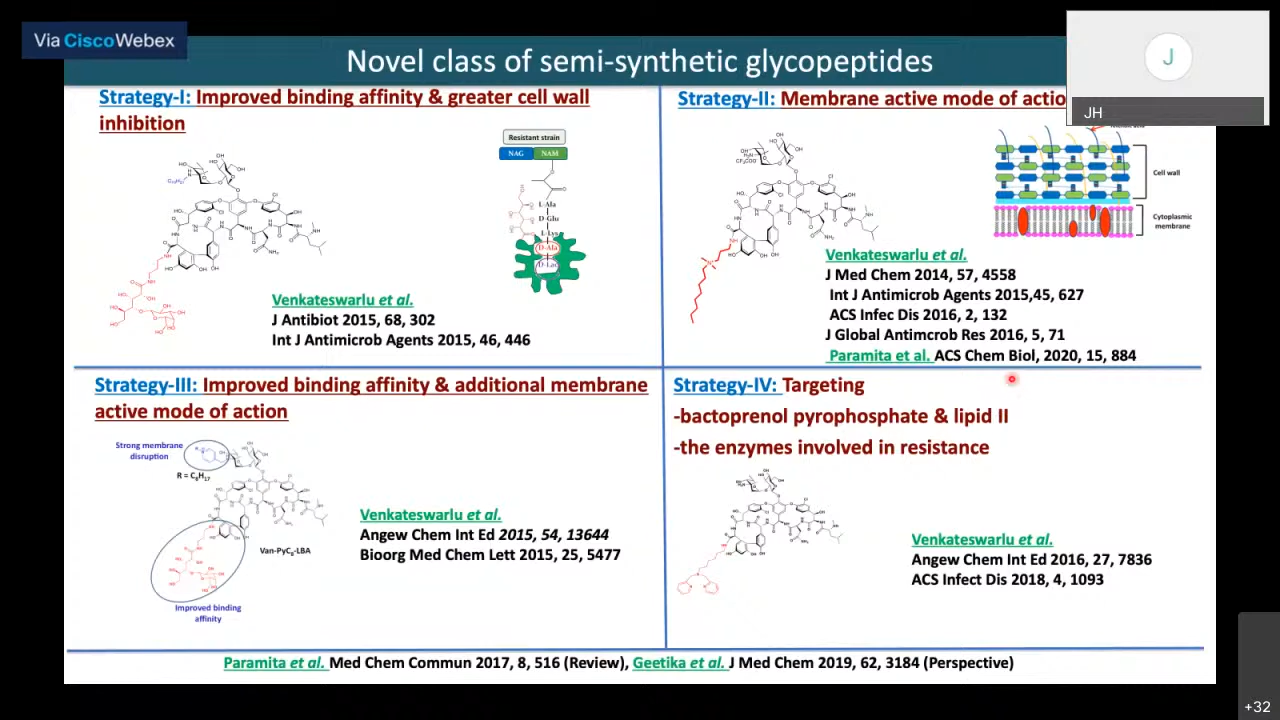 Via CiscoWebex
Novel class of semi-synthetic glycopeptides
J
JH
Strategy-I: Improved binding affinity & greater cell wall
inhibition
Resistant strain
NAG NAM
L-Ala
D-Glu
L-Lys
D-Ala
D-Lac
Venkateswarlu et al.
J Antibiot 2015, 68, 302
Int J Antimicrob Agents 2015, 46, 446
Strategy-II: Membrane active mode of actio
Cell wall
Cytoplasmic
membrane
Venkateswarlu et al.
J Med Chem 2014, 57, 4558
Int J Antimicrob Agents 2015,45, 627
ACS Infec Dis 2016, 2, 132
J Global Antimcrob Res 2016, 5, 71
Paramita et al. ACS Chem Biol, 2020, 15, 884
Strategy-III: Improved binding affinity & additional membrane
active mode of action
Strong membrane
disruption
R = C8H17
Van-PyC8-LBA
Improved binding
affinity
Venkateswarlu et al.
Angew Chem Int Ed 2015, 54, 13644
Bioorg Med Chem Lett 2015, 25, 5477
Strategy-IV: Targeting
-bactoprenol pyrophosphate & lipid II
-the enzymes involved in resistance
Venkateswarlu et al.
Angew Chem Int Ed 2016, 27, 7836
ACS Infect Dis 2018, 4, 1093
Paramita et al. Med Chem Commun 2017, 8, 516 (Review), Geetika et al. J Med Chem 2019, 62, 3184 (Perspective)
+32